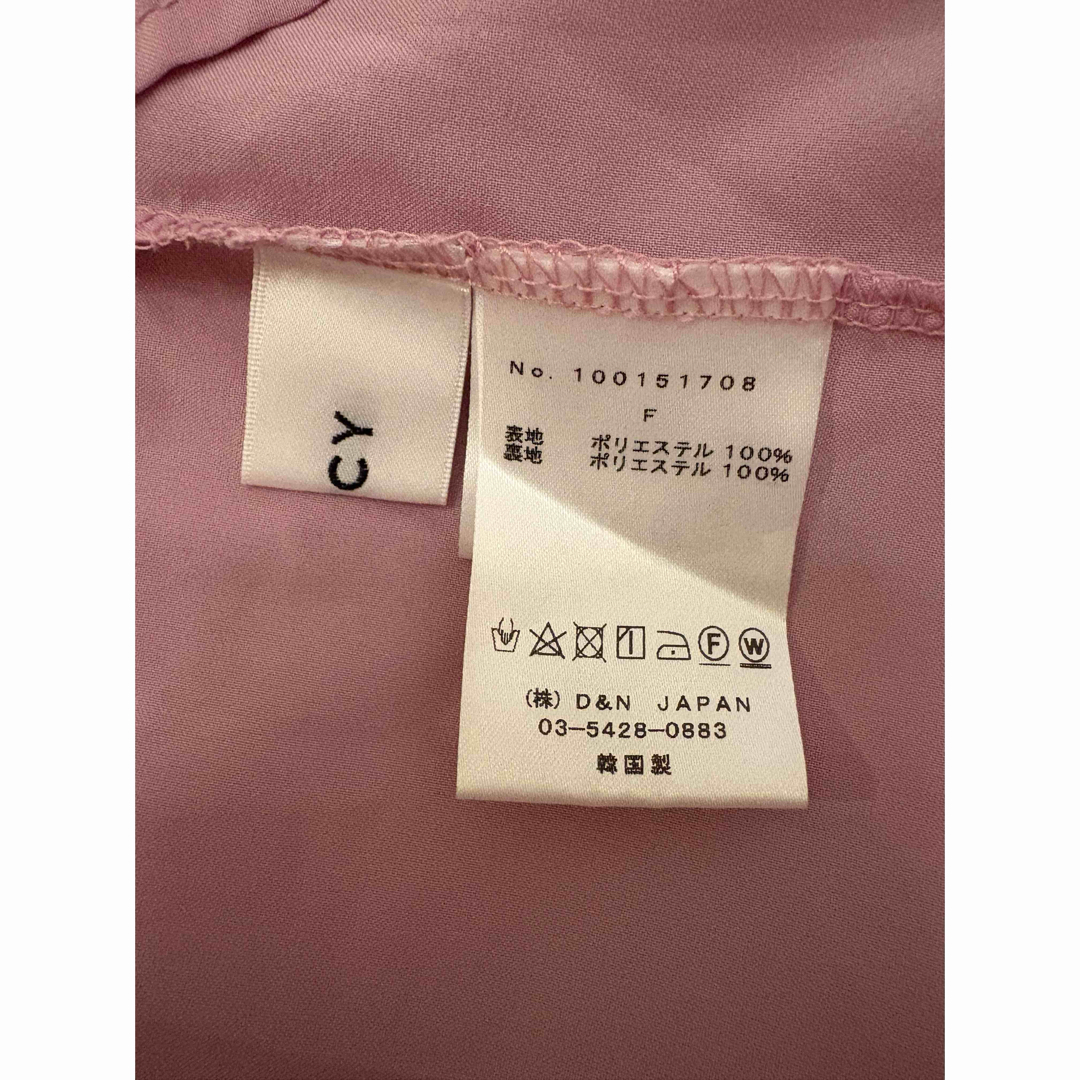 CY
No. 100151708
F
表地 ポリエステル 100%
裏地 ポリエステル 100%
F W
(株) D&N JAPAN
03-5428-0883
韓国製